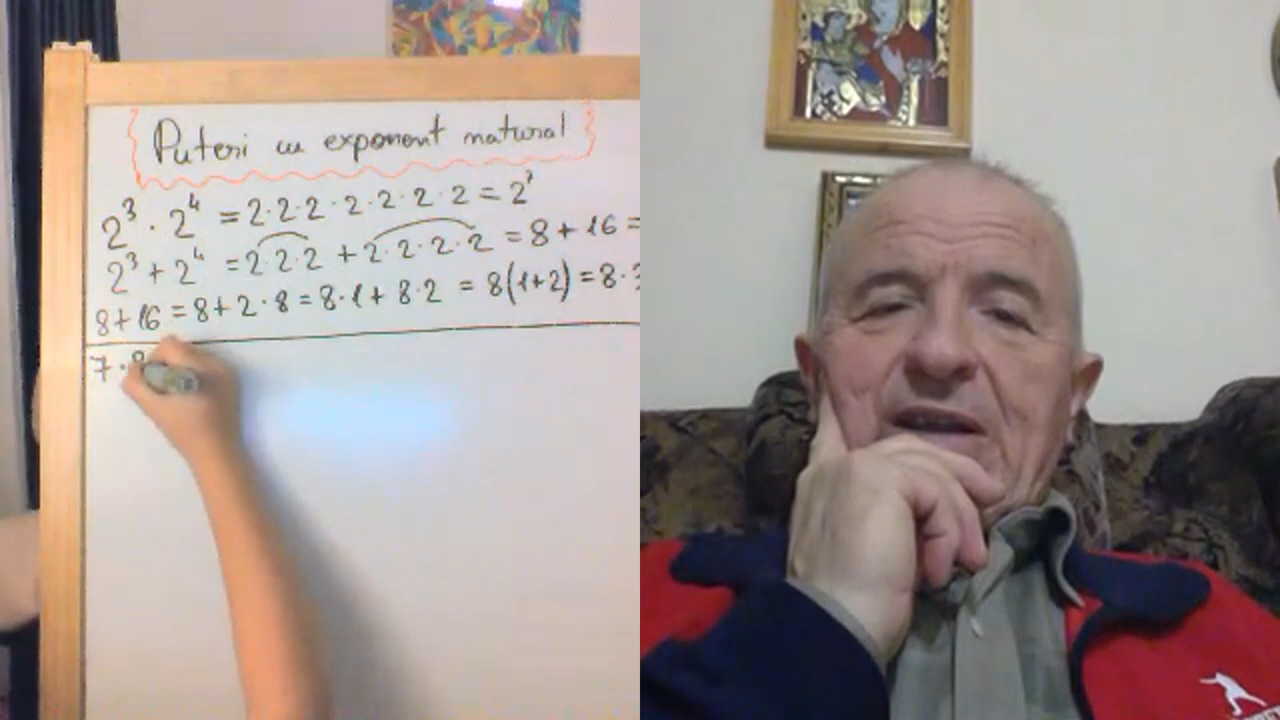 Puteri cu exponent natural
2³ · 2⁴ = 2·2·2·2·2·2·2 = 2⁷
2³ + 2⁴ = 2·2·2 + 2·2·2·2 = 8 + 16 =
8 + 16 = 8 + 2·8 = 8·1 + 8·2 = 8(1+2) = 8·3
7·